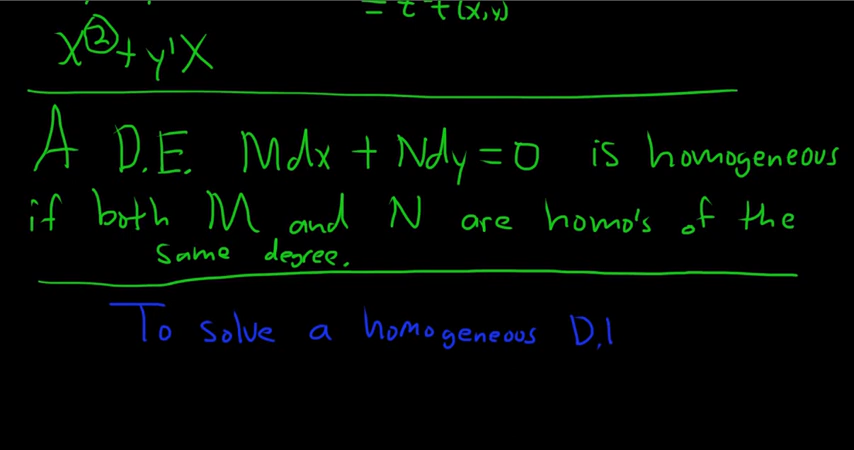 = t f(x,y)
x² + y'x
A D.E. Mdx + Ndy = 0 is homogeneous
if both M and N are homo's of the
same degree.
To solve a homogeneous D.